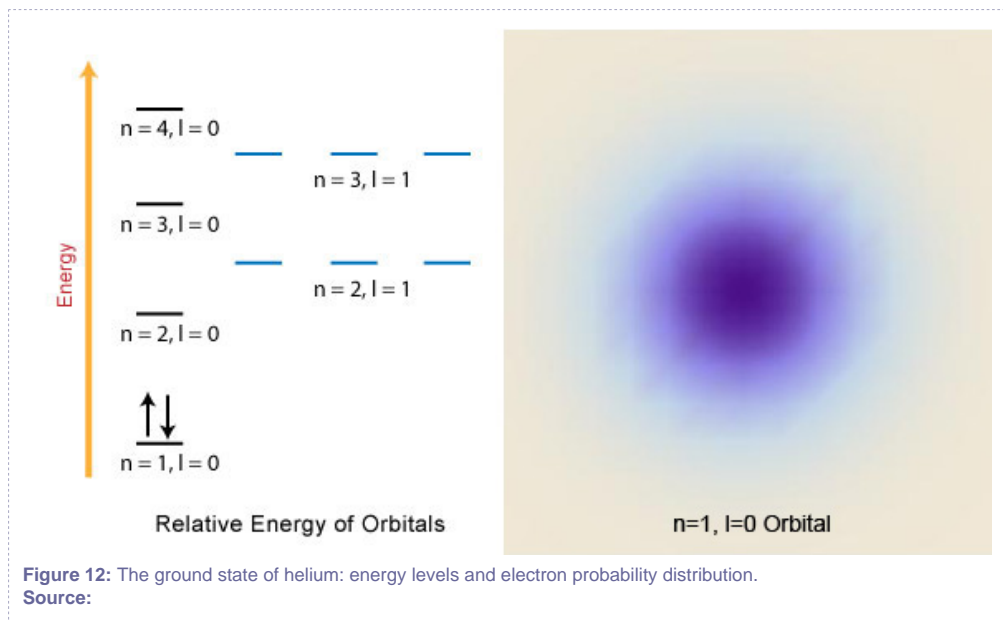 n = 4, l = 0
n = 3, l = 1
n = 3, l = 0
n = 2, l = 1
n = 2, l = 0
n = 1, l = 0
Energy
Relative Energy of Orbitals
n=1, l=0 Orbital
Figure 12: The ground state of helium: energy levels and electron probability distribution.
Source: